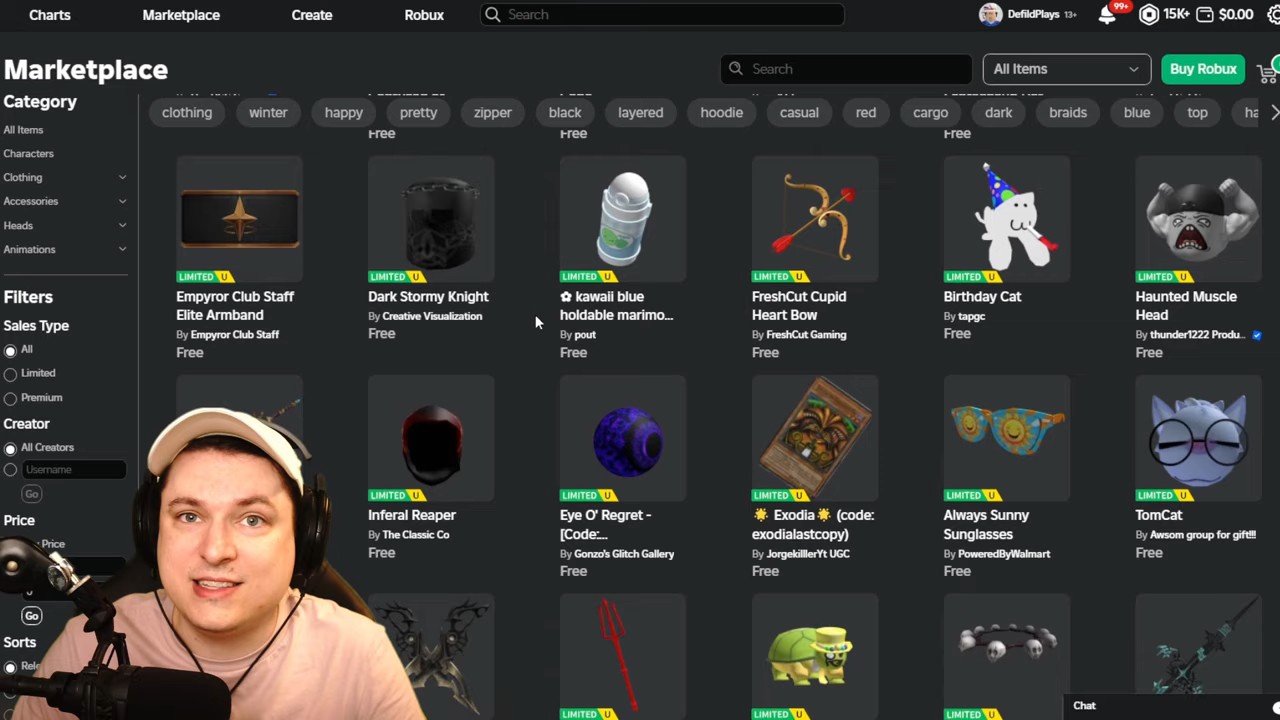 Charts
Marketplace
Create
Robux
Search
DefildPlays 13+
99+
15K+
$0.00
Marketplace
Search
All Items
Buy Robux
Category
All Items
Characters
Clothing
Accessories
Heads
Animations
Filters
Sales Type
All
Limited
Premium
Creator
All Creators
Username
Go
Price
Price
Go
Sorts
clothing
winter
happy
pretty
zipper
black
layered
hoodie
casual
red
cargo
dark
braids
blue
top
ha
Free
Free
Free
LIMITED U
LIMITED U
LIMITED U
LIMITED U
LIMITED U
LIMITED U
Empyror Club Staff
Elite Armband
By Empyror Club Staff
Free
Dark Stormy Knight
By Creative Visualization
Free
✿ kawaii blue
holdable marimo...
By pout
Free
FreshCut Cupid
Heart Bow
By FreshCut Gaming
Free
Birthday Cat
By tapgc
Free
Haunted Muscle
Head
By thunder1222 Produ...
Free
LIMITED U
LIMITED U
LIMITED U
LIMITED U
LIMITED U
Inferal Reaper
By The Classic Co
Free
Eye O' Regret -
[Code:...
By Gonzo's Glitch Gallery
Free
🌟 Exodia 🌟 (code:
exodialastcopy)
By JorgekilllerYt UGC
Free
Always Sunny
Sunglasses
By PoweredByWalmart
Free
TomCat
By Awsom group for gift!!!
Free
LIMITED U
LIMITED U
LIMITED U
Chat